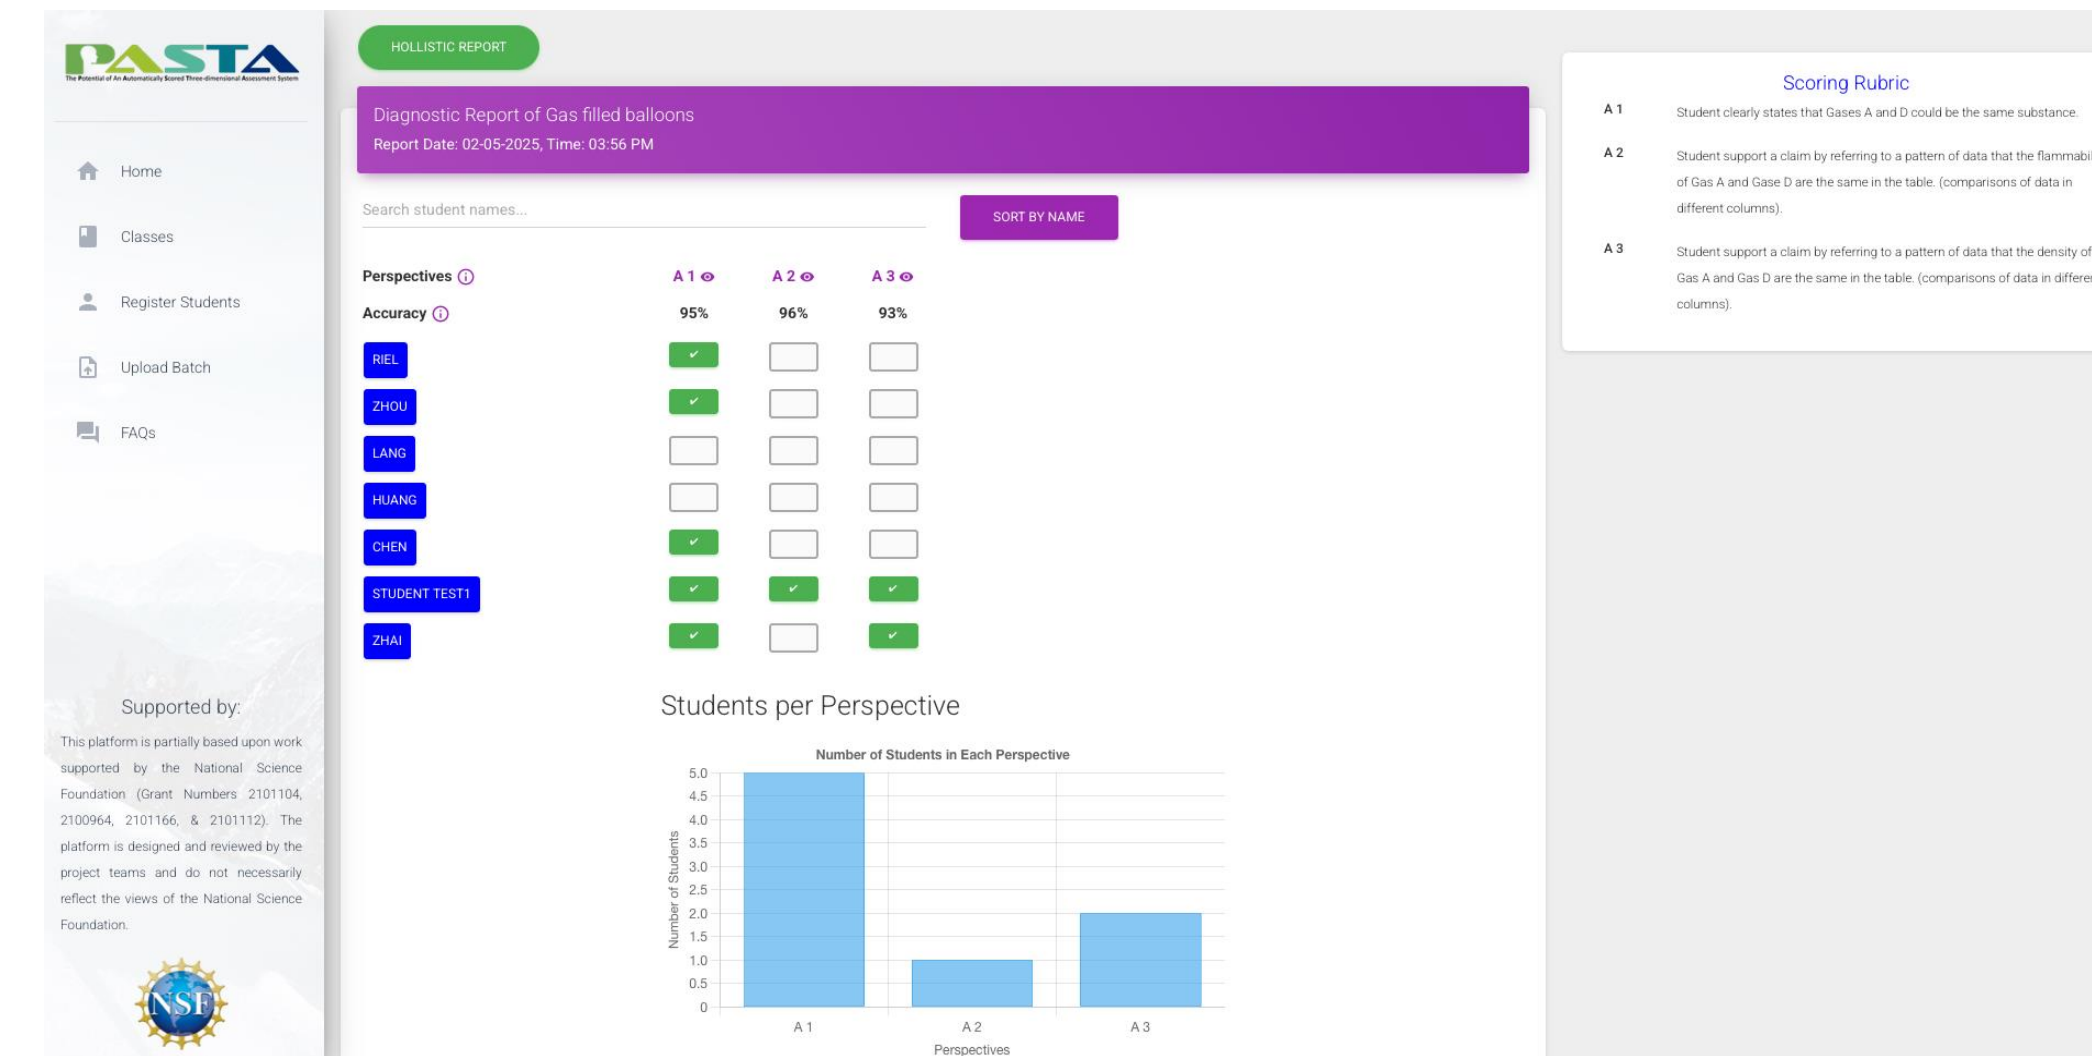 PASTA
The Potential of An Automatically Scored Three-dimensional Assessment System
Home
Classes
Register Students
Upload Batch
FAQs
Supported by:
This platform is partially based upon work
supported by the National Science
Foundation (Grant Numbers 2101104,
2100964, 2101166, & 2101112). The
platform is designed and reviewed by the
project teams and do not necessarily
reflect the views of the National Science
Foundation.
NSF
HOLLISTIC REPORT
Diagnostic Report of Gas filled balloons
Report Date: 02-05-2025, Time: 03:56 PM
Search student names...
SORT BY NAME
Perspectives A 1 A 2 A 3
Accuracy 95% 96% 93%
RIEL
ZHOU
LANG
HUANG
CHEN
STUDENT TEST1
ZHAI
Students per Perspective
Number of Students in Each Perspective
Number of Students
5.0
4.5
4.0
3.5
3.0
2.5
2.0
1.5
1.0
0.5
0
A 1 A 2 A 3
Perspectives
Scoring Rubric
A 1 Student clearly states that Gases A and D could be the same substance.
A 2 Student support a claim by referring to a pattern of data that the flammabil
of Gas A and Gase D are the same in the table. (comparisons of data in
different columns).
A 3 Student support a claim by referring to a pattern of data that the density of
Gas A and Gas D are the same in the table. (comparisons of data in differe
columns).